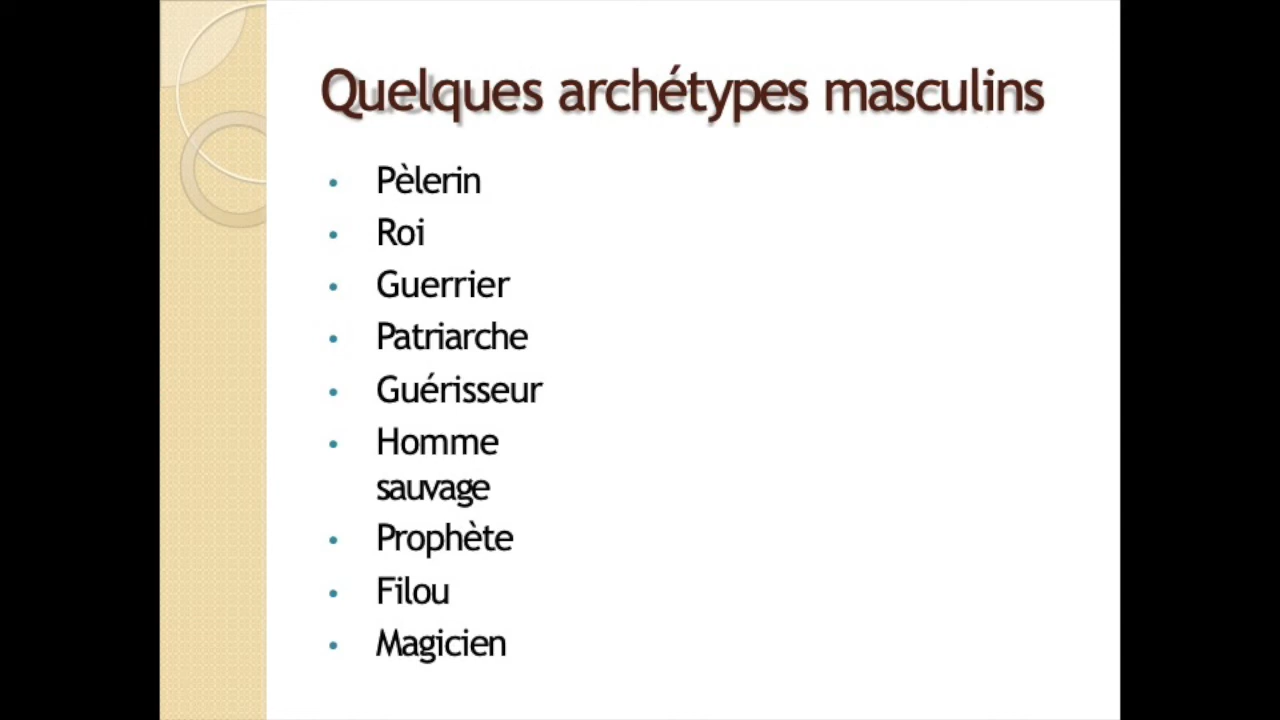 Quelques archétypes masculins
• Pèlerin
• Roi
• Guerrier
• Patriarche
• Guérisseur
• Homme
sauvage
• Prophète
• Filou
• Magicien